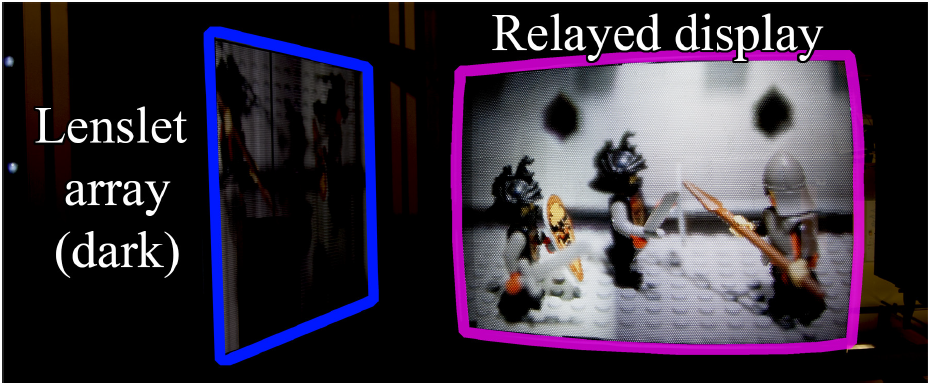 Lenslet
array
(dark)
Relayed display